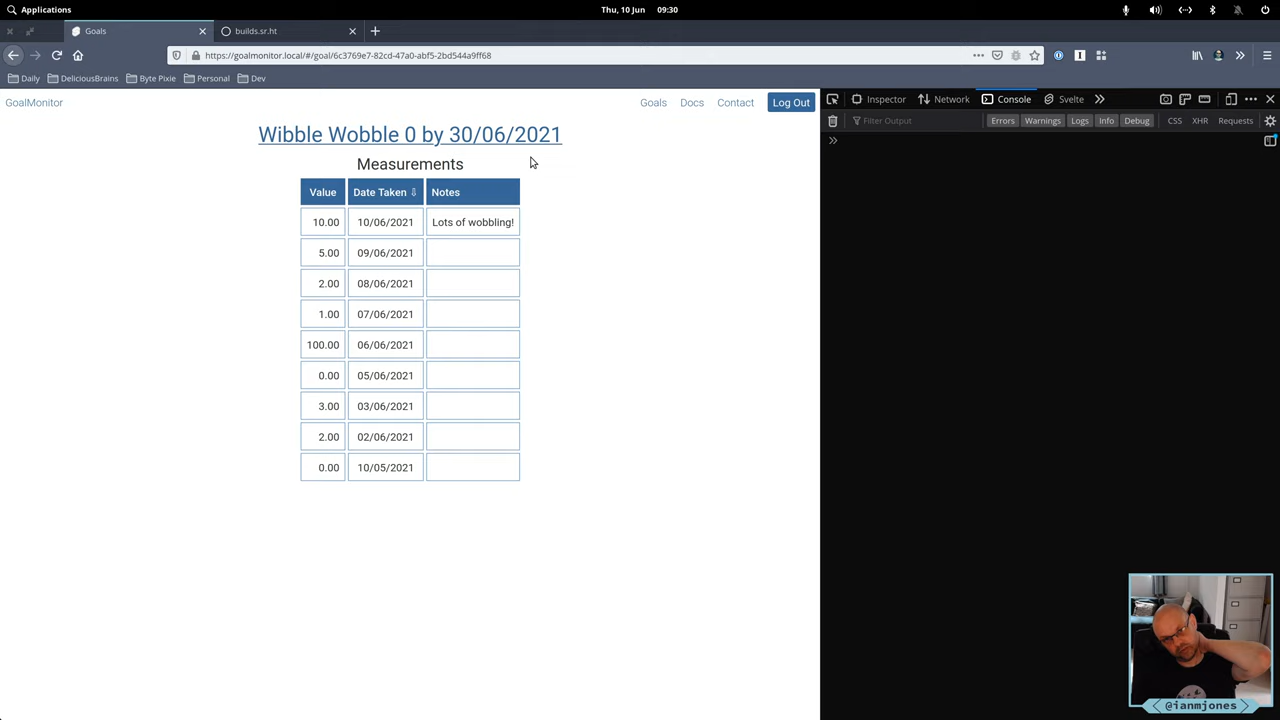 Applications
Thu, 10 Jun 09:30
Goals
builds.sr.ht
https://goalmonitor.local/#/goal/6c3769e7-82cd-47a0-abf5-2bd544a9ff68
Daily DeliciousBrains Byte Pixie Personal Dev
GoalMonitor Goals Docs Contact Log Out
Inspector Network Console Svelte
Filter Output Errors Warnings Logs Info Debug CSS XHR Requests
Wibble Wobble 0 by 30/06/2021
Measurements
Value Date Taken ⇩ Notes
10.00 10/06/2021 Lots of wobbling!
5.00 09/06/2021
2.00 08/06/2021
1.00 07/06/2021
100.00 06/06/2021
0.00 05/06/2021
3.00 03/06/2021
2.00 02/06/2021
0.00 10/05/2021
@ianmjones